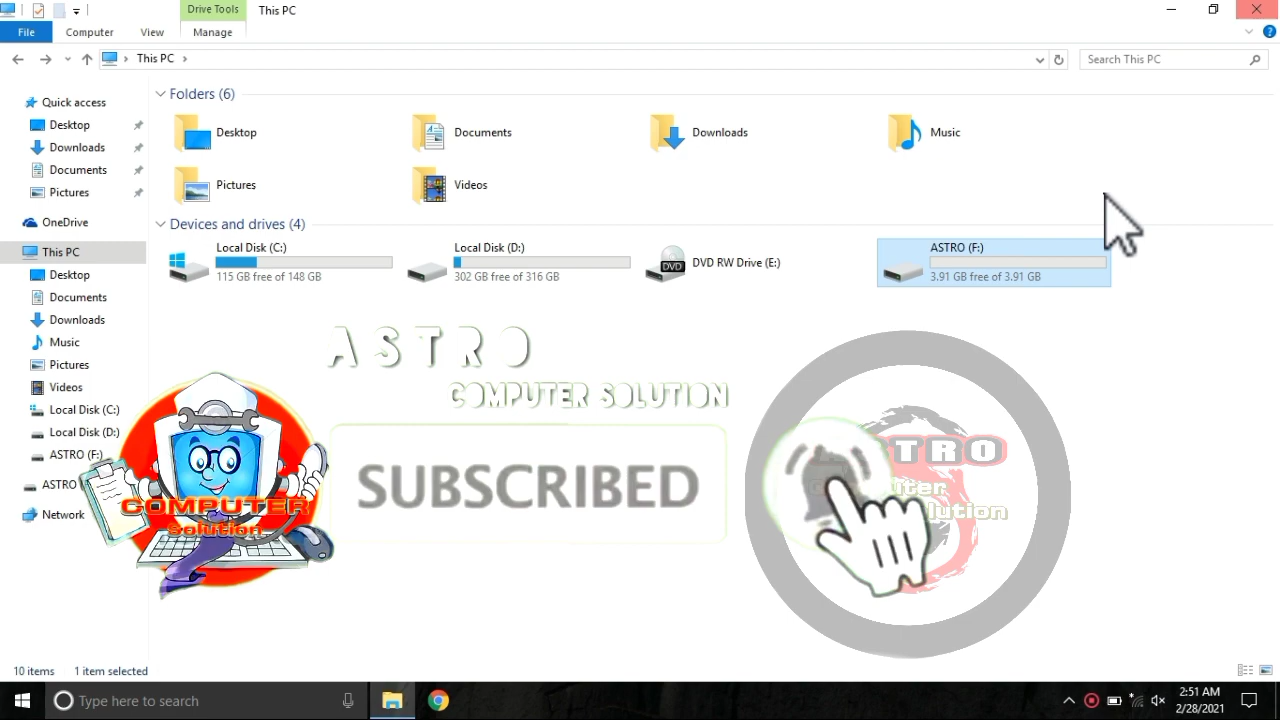 Drive Tools
This PC
File
Computer
View
Manage
This PC
Search This PC
Quick access
Desktop
Downloads
Documents
Pictures
OneDrive
This PC
Desktop
Documents
Downloads
Music
Pictures
Videos
Local Disk (C:)
Local Disk (D:)
ASTRO (F:)
ASTRO
Network
Folders (6)
Desktop
Documents
Downloads
Music
Pictures
Videos
Devices and drives (4)
Local Disk (C:)
115 GB free of 148 GB
Local Disk (D:)
302 GB free of 316 GB
DVD RW Drive (E:)
DVD
ASTRO (F:)
3.91 GB free of 3.91 GB
ASTRO
COMPUTER SOLUTION
SUBSCRIBED
COMPUTER
solution
10 items
1 item selected
Type here to search
2:51 AM
2/28/2021